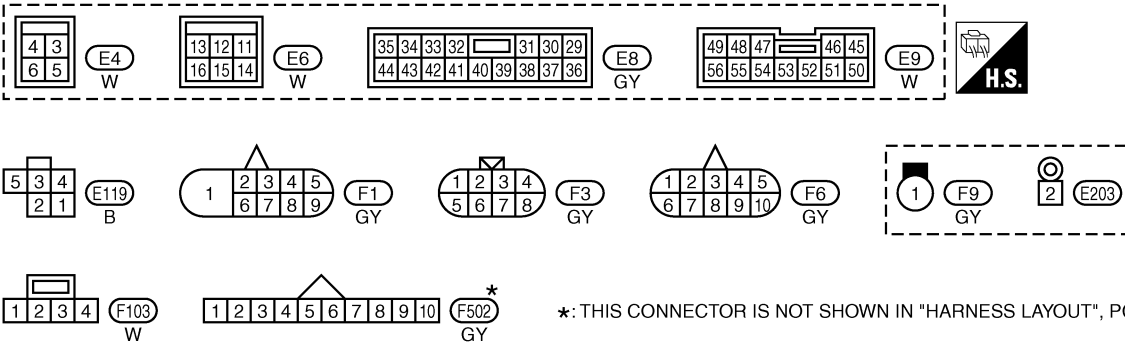 4 3
6 5
E4
W
13 12 11
16 15 14
E6
W
35 34 33 32 31 30 29
44 43 42 41 40 39 38 37 36
E8
GY
49 48 47 46 45
56 55 54 53 52 51 50
E9
W
H.S.
5 3 4
2 1
E119
B
1
2 3 4 5
6 7 8 9
F1
GY
1 2 3 4
5 6 7 8
F3
GY
1 2 3 4 5
6 7 8 9 10
F6
GY
1
F9
GY
2
E203
1 2 3 4
F103
W
1 2 3 4 5 6 7 8 9 10
*
F502
GY
*: THIS CONNECTOR IS NOT SHOWN IN "HARNESS LAYOUT",